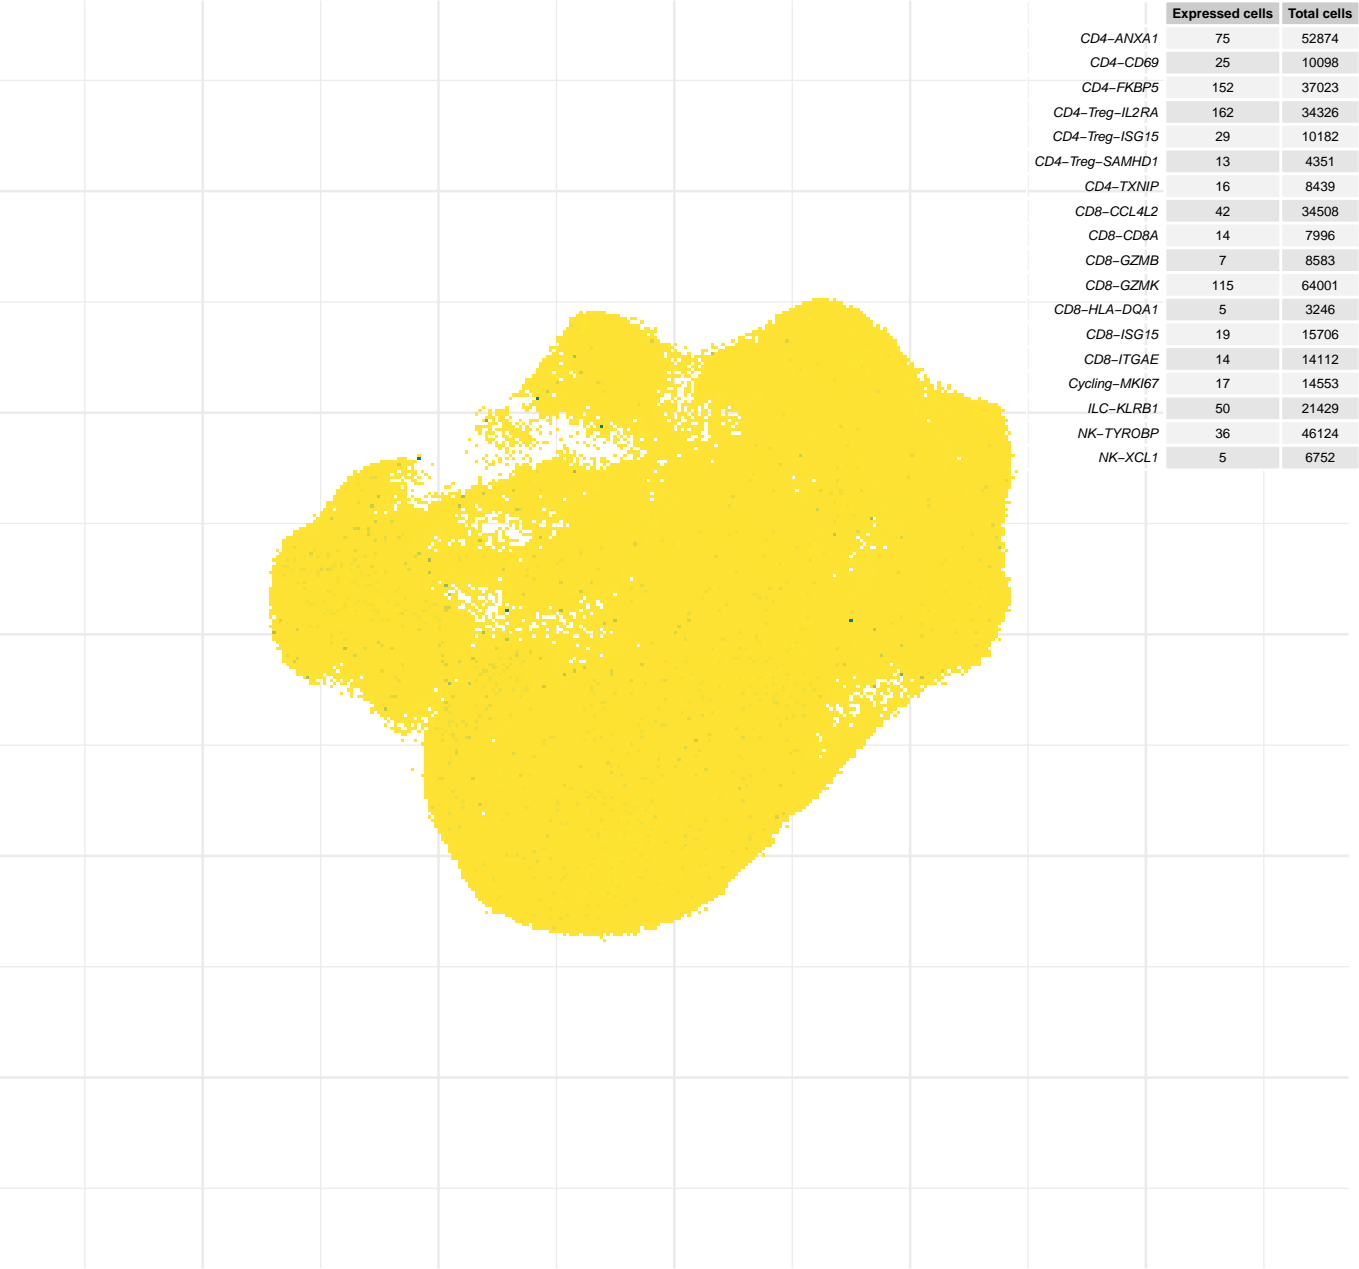 Expressed cells Total cells
CD4−ANXA1 75 52874
CD4−CD69 25 10098
CD4−FKBP5 152 37023
CD4−Treg−IL2RA 162 34326
CD4−Treg−ISG15 29 10182
CD4−Treg−SAMHD1 13 4351
CD4−TXNIP 16 8439
CD8−CCL4L2 42 34508
CD8−CD8A 14 7996
CD8−GZMB 7 8583
CD8−GZMK 115 64001
CD8−HLA−DQA1 5 3246
CD8−ISG15 19 15706
CD8−ITGAE 14 14112
Cycling−MKI67 17 14553
ILC−KLRB1 50 21429
NK−TYROBP 36 46124
NK−XCL1 5 6752